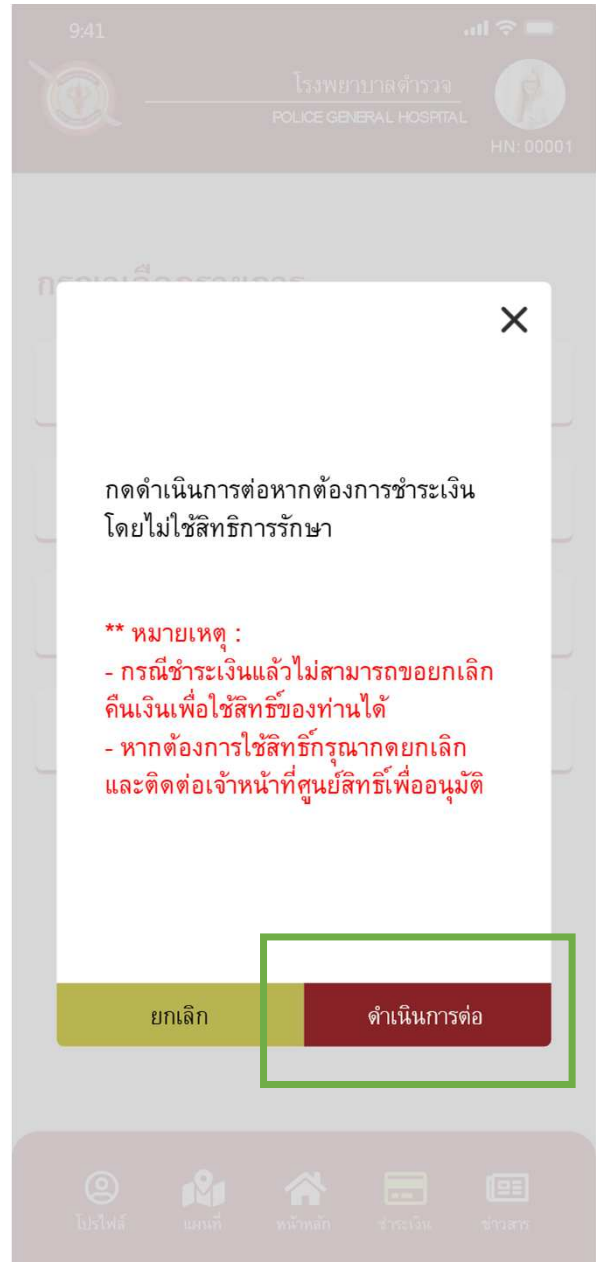 9:41
โรงพยาบาลตำรวจ
POLICE GENERAL HOSPITAL
HN: 00001
กดดำเนินการต่อหากต้องการชำระเงิน
โดยไม่ใช้สิทธิการรักษา
** หมายเหตุ :
- กรณีชำระเงินแล้วไม่สามารถขอยกเลิก
คืนเงินเพื่อใช้สิทธิ์ของท่านได้
- หากต้องการใช้สิทธิ์กรุณากดยกเลิก
และติดต่อเจ้าหน้าที่ศูนย์สิทธิ์เพื่ออนุมัติ
ยกเลิก
ดำเนินการต่อ
โปรไฟล์
แผนที่
หน้าหลัก
ชำระเงิน
ข่าวสาร